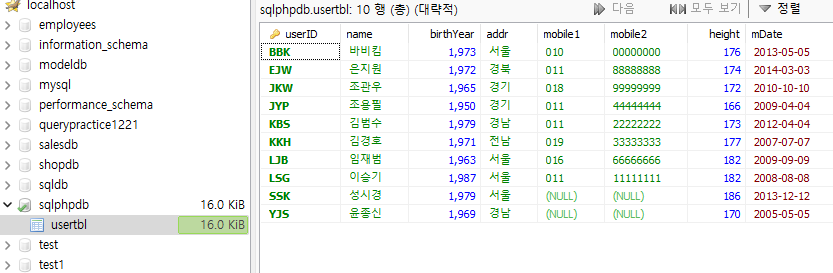 localhost
employees
information_schema
modeldb
mysql
performance_schema
querypractice1221
salesdb
shopdb
sqldb
sqlphpdb 16.0 KiB
usertbl 16.0 KiB
test
test1
sqlphpdb.usertbl: 10 행 (총) (대략적) 다음 모두 보기 정렬
userID name birthYear addr mobile1 mobile2 height mDate
BBK 바비킴 1,973 서울 010 00000000 176 2013-05-05
EJW 은지원 1,972 경북 011 88888888 174 2014-03-03
JKW 조관우 1,965 경기 018 99999999 172 2010-10-10
JYP 조용필 1,950 경기 011 44444444 166 2009-04-04
KBS 김범수 1,979 경남 011 22222222 173 2012-04-04
KKH 김경호 1,971 전남 019 33333333 177 2007-07-07
LJB 임재범 1,963 서울 016 66666666 182 2009-09-09
LSG 이승기 1,987 서울 011 11111111 182 2008-08-08
SSK 성시경 1,979 서울 (NULL) (NULL) 186 2013-12-12
YJS 윤종신 1,969 경남 (NULL) (NULL) 170 2005-05-05